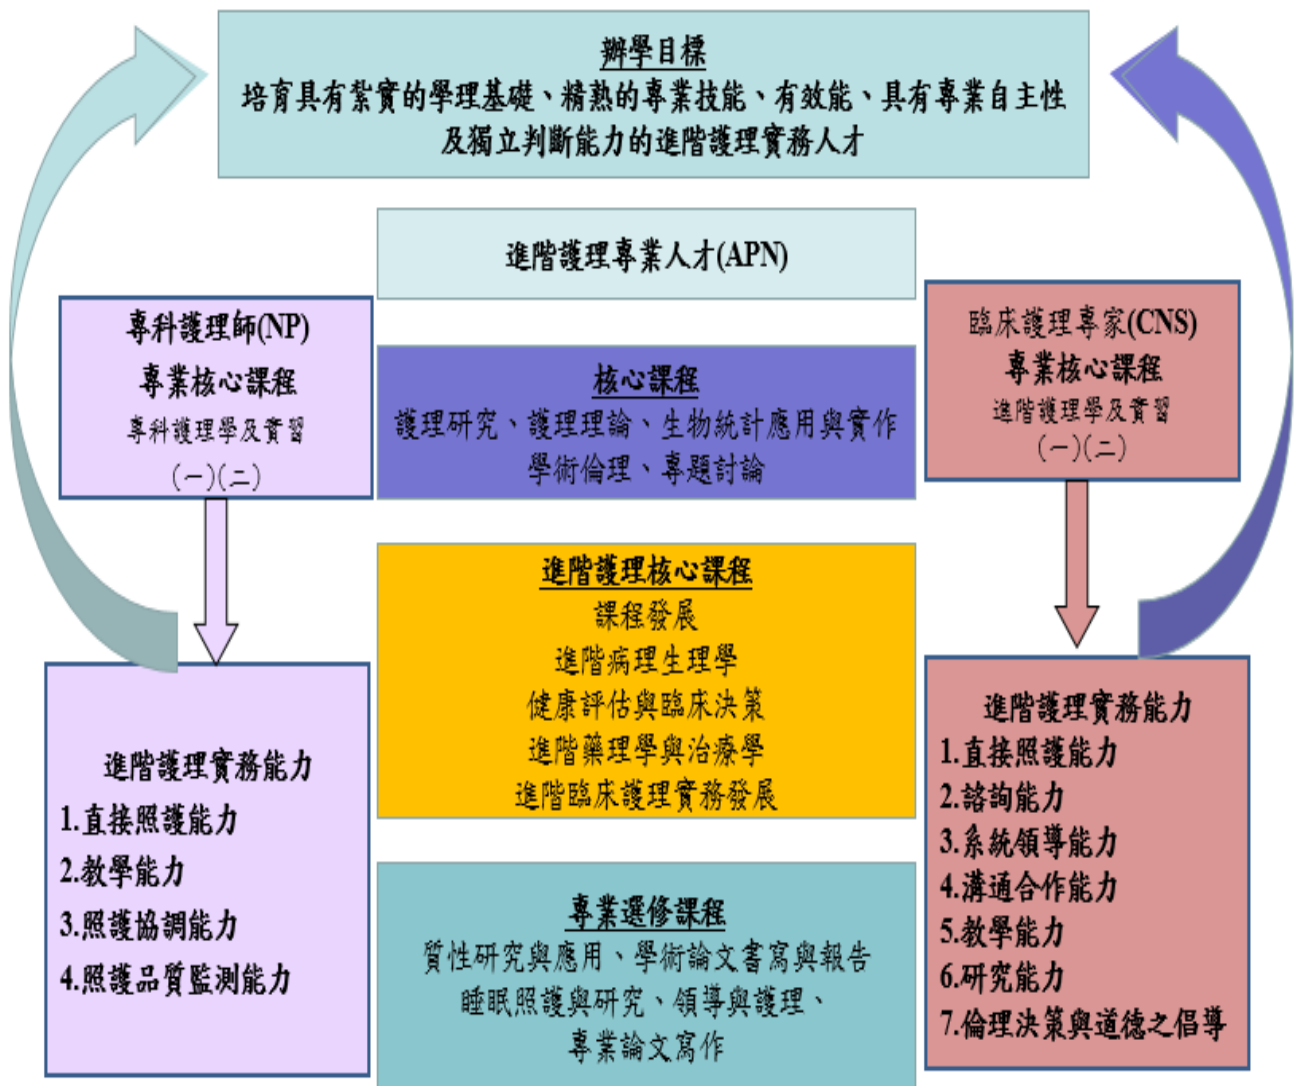 辦學目標
培育具有紮實的學理基礎、精熟的專業技能、有效能、具有專業自主性
及獨立判斷能力的進階護理實務人才
進階護理專業人才(APN)
專科護理師(NP)
專業核心課程
專科護理學及實習
(一)(二)
核心課程
護理研究、護理理論、生物統計應用與實作
學術倫理、專題討論
臨床護理專家(CNS)
專業核心課程
進階護理學及實習
(一)(二)
進階護理核心課程
課程發展
進階病理生理學
健康評估與臨床決策
進階藥理學與治療學
進階臨床護理實務發展
進階護理實務能力
1.直接照護能力
2.教學能力
3.照護協調能力
4.照護品質監測能力
專業選修課程
質性研究與應用、學術論文書寫與報告
睡眠照護與研究、領導與護理、
專業論文寫作
進階護理實務能力
1.直接照護能力
2.諮詢能力
3.系統領導能力
4.溝通合作能力
5.教學能力
6.研究能力
7.倫理決策與道德之倡導